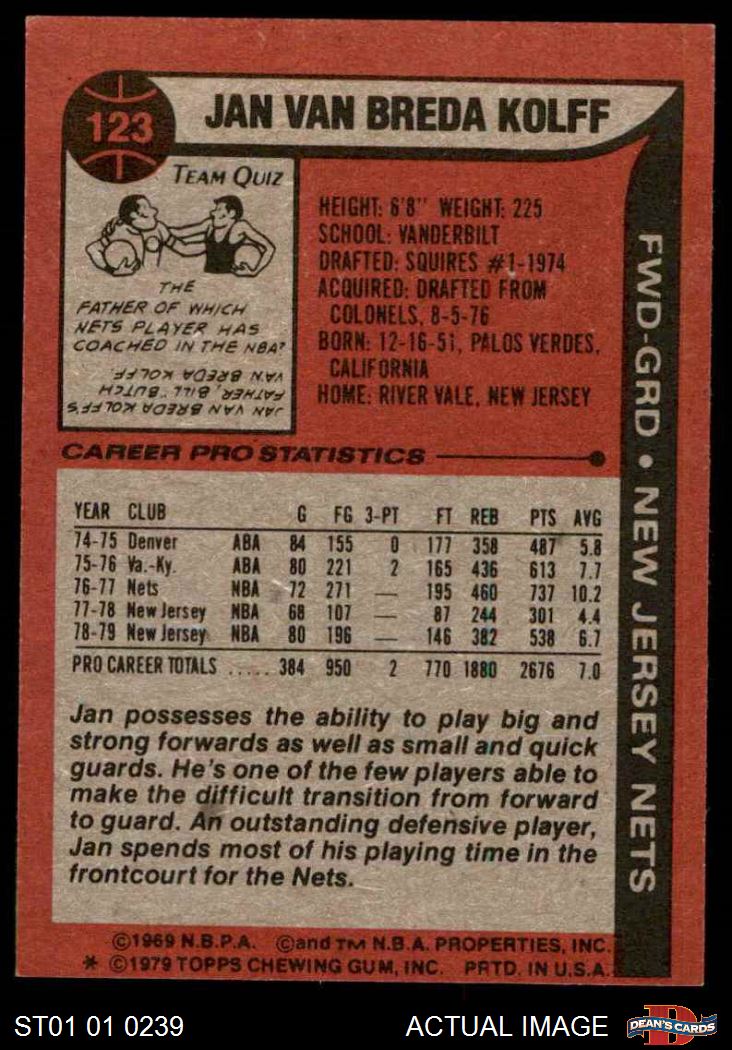 123
JAN VAN BREDA KOLFF
TEAM QUIZ
THE
FATHER OF WHICH
NETS PLAYER HAS
COACHED IN THE NBA?
JAN VAN BREDA KOLFF'S
FATHER, BILL "BUTCH"
VAN BREDA KOLFF.
HEIGHT: 6'8" WEIGHT: 225
SCHOOL: VANDERBILT
DRAFTED: SQUIRES #1-1974
ACQUIRED: DRAFTED FROM
COLONELS, 8-5-76
BORN: 12-16-51, PALOS VERDES,
CALIFORNIA
HOME: RIVER VALE, NEW JERSEY
FWD-GRD • NEW JERSEY NETS
CAREER PRO STATISTICS
YEAR CLUB G FG 3-PT FT REB PTS AVG
74-75 Denver ABA 84 155 0 177 358 487 5.8
75-76 Va.-Ky. ABA 80 221 2 165 436 613 7.7
76-77 Nets NBA 72 271 — 195 460 737 10.2
77-78 New Jersey NBA 68 107 — 87 244 301 4.4
78-79 New Jersey NBA 80 196 — 146 382 538 6.7
PRO CAREER TOTALS ..... 384 950 2 770 1880 2676 7.0
Jan possesses the ability to play big and
strong forwards as well as small and quick
guards. He's one of the few players able to
make the difficult transition from forward
to guard. An outstanding defensive player,
Jan spends most of his playing time in the
frontcourt for the Nets.
©1969 N.B.P.A. ©and TM N.B.A. PROPERTIES, INC.
* ©1979 TOPPS CHEWING GUM, INC. PRTD. IN U.S.A.
ST01 01 0239
ACTUAL IMAGE
D
DEAN'S CARDS